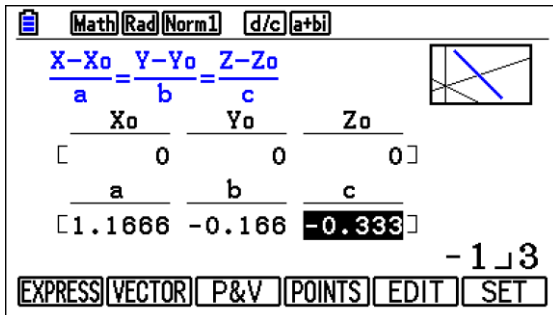 Math Rad Norm1 d/c a+bi
X-Xo Y-Yo Z-Zo
= =
a b c
Xo Yo Zo
[ 0 0 0]
a b c
[1.1666 -0.166 -0.333]
-1⌟3
EXPRESS VECTOR P&V POINTS EDIT SET